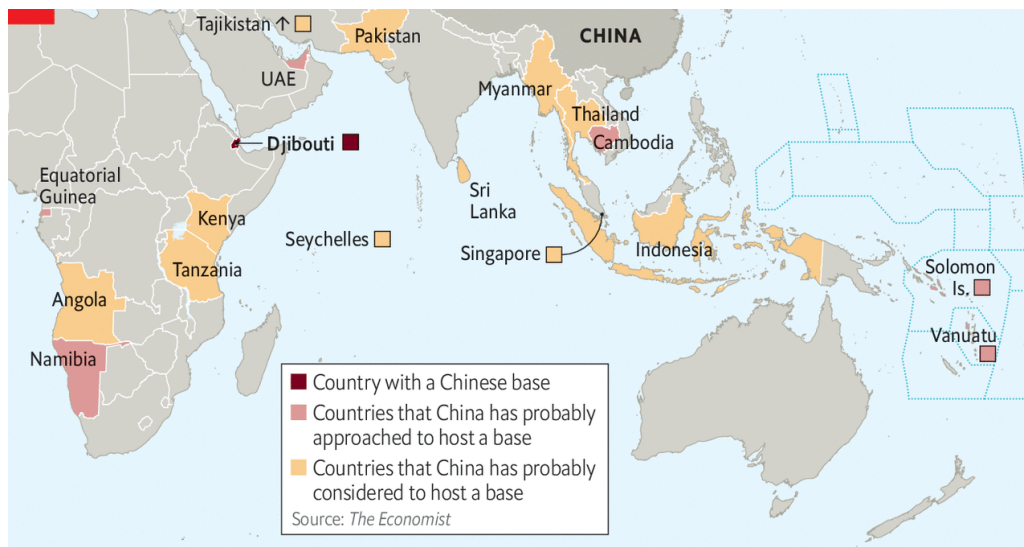 Tajikistan ↑
Pakistan
CHINA
UAE
Myanmar
Thailand
Djibouti
Cambodia
Equatorial
Guinea
Sri
Lanka
Kenya
Seychelles
Singapore
Indonesia
Tanzania
Solomon
Is.
Angola
Vanuatu
Namibia
Country with a Chinese base
Countries that China has probably
approached to host a base
Countries that China has probably
considered to host a base
Source: The Economist